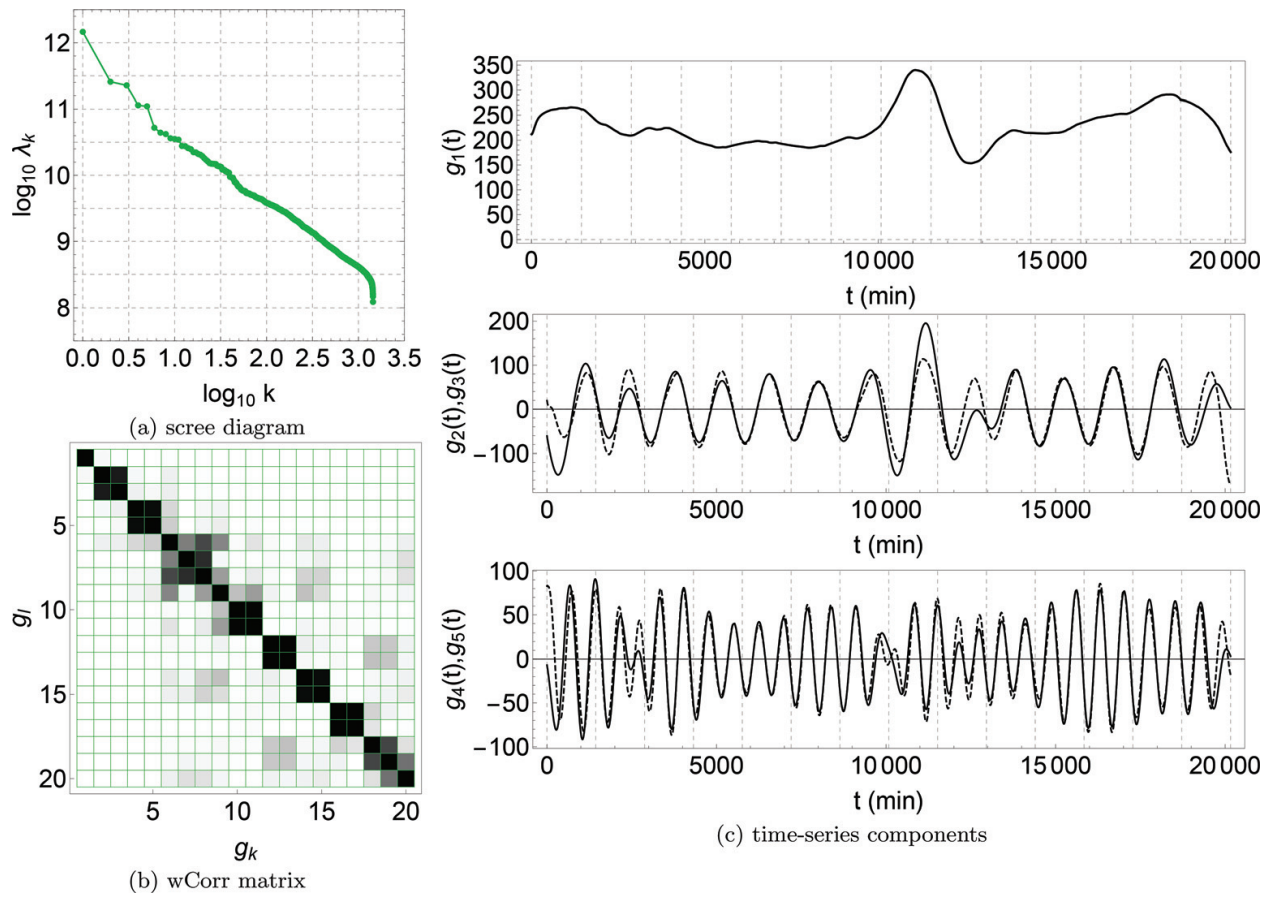 12
11
10
9
8
log₁₀ λₖ
0.0 0.5 1.0 1.5 2.0 2.5 3.0 3.5
log₁₀ k
(a) scree diagram
5
10
15
20
gₗ
5 10 15 20
gₖ
(b) wCorr matrix
350
300
250
200
150
100
50
0
g₁(t)
0 5000 10 000 15 000 20 000
t (min)
200
100
0
−100
g₂(t),g₃(t)
0 5000 10 000 15 000 20 000
t (min)
100
50
0
−50
−100
g₄(t),g₅(t)
0 5000 10 000 15 000 20 000
t (min)
(c) time-series components